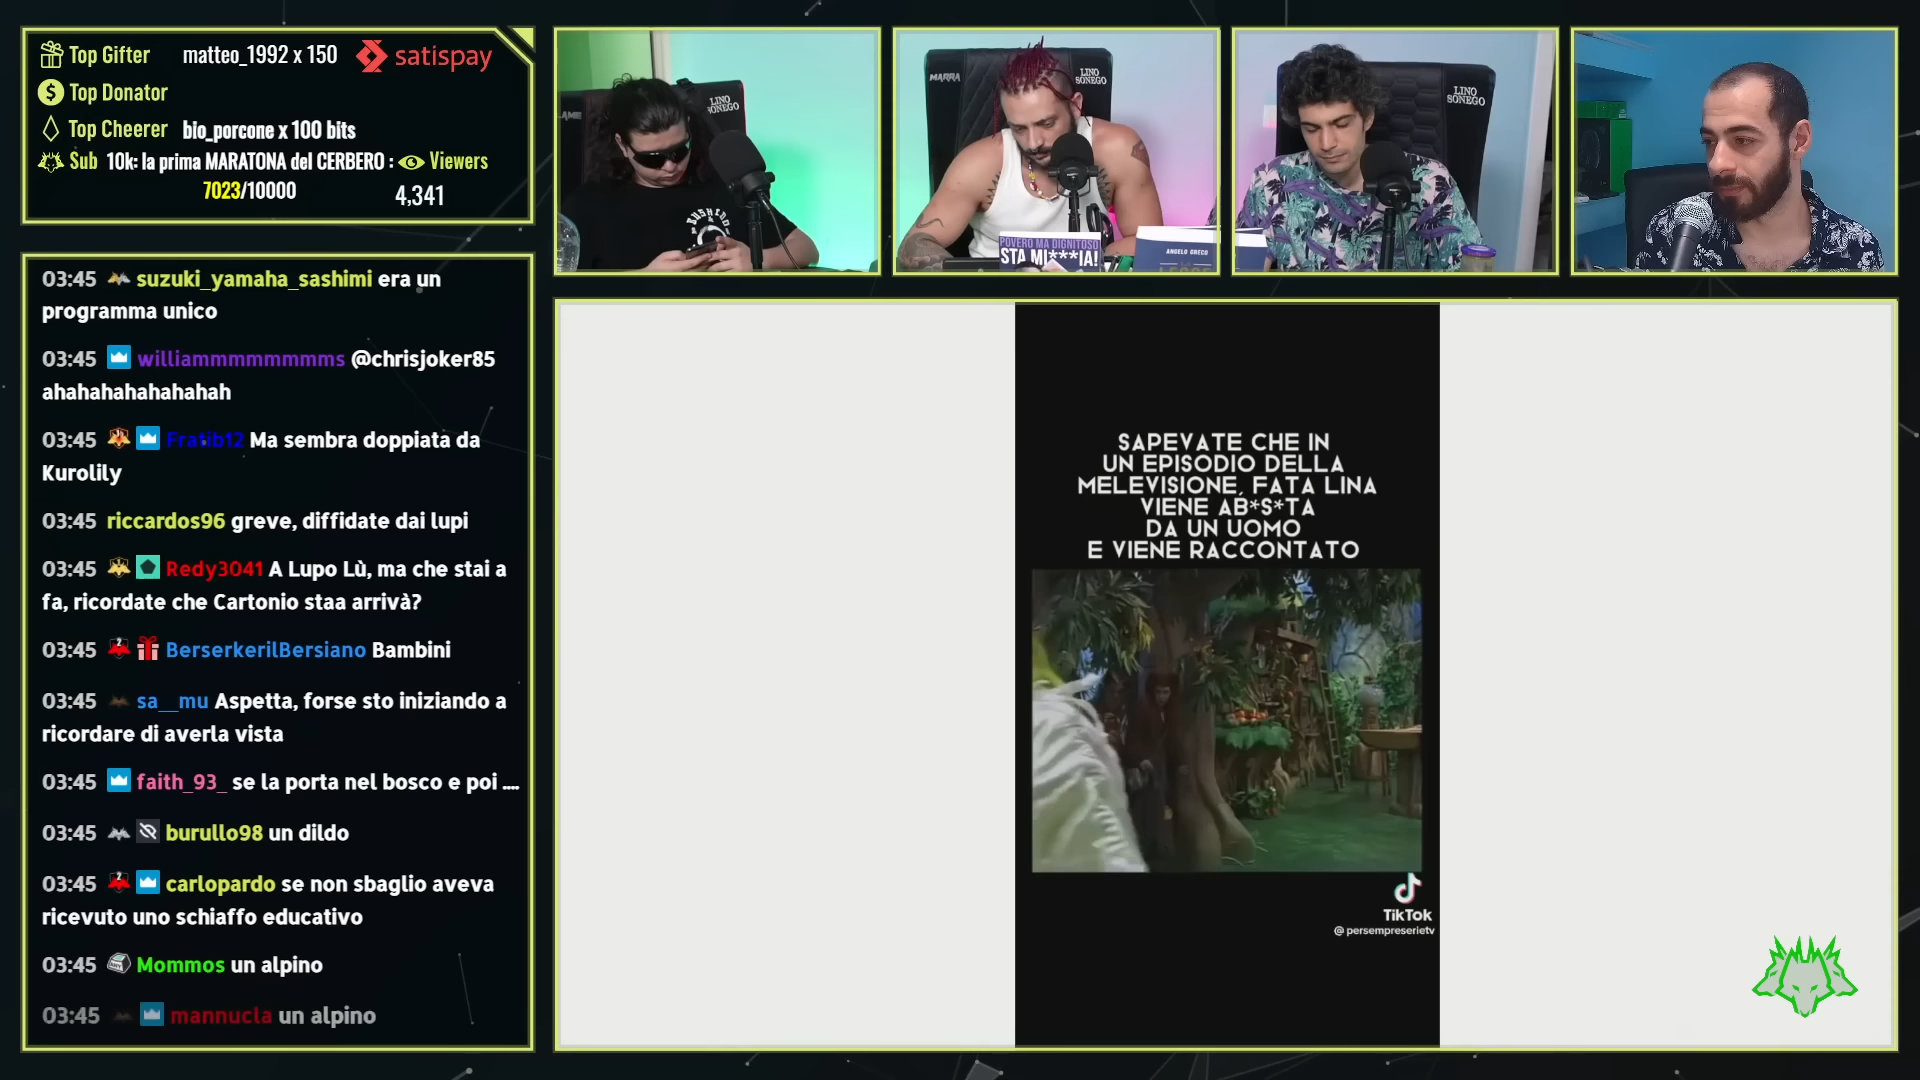 Top Gifter matteo_1992 x 150 satispay
Top Donator
Top Cheerer bio_porcone x 100 bits
Sub 10k: la prima MARATONA del CERBERO : Viewers
7023/10000 4,341
LINO
SONEGO
MARRA
LINO
SONEGO
LINO
SONEGO
POVERO MA DIGNITOSO
STA MI***IA!
ANGELO GRECO
03:45 suzuki_yamaha_sashimi era un
programma unico
03:45 williammmmmmmms @chrisjoker85
ahahahahahahahah
03:45 Fratib12 Ma sembra doppiata da
Kurolily
03:45 riccardos96 greve, diffidate dai lupi
03:45 Redy3041 A Lupo Lù, ma che stai a
fa, ricordate che Cartonio staa arrivà?
03:45 BerserkerilBersiano Bambini
03:45 sa__mu Aspetta, forse sto iniziando a
ricordare di averla vista
03:45 faith_93_ se la porta nel bosco e poi ....
03:45 burullo98 un dildo
03:45 carlopardo se non sbaglio aveva
ricevuto uno schiaffo educativo
03:45 Mommos un alpino
03:45 mannucla un alpino
SAPEVATE CHE IN
UN EPISODIO DELLA
MELEVISIONE, FATA LINA
VIENE AB*S*TA
DA UN UOMO
E VIENE RACCONTATO
TikTok
@ persempreserietv